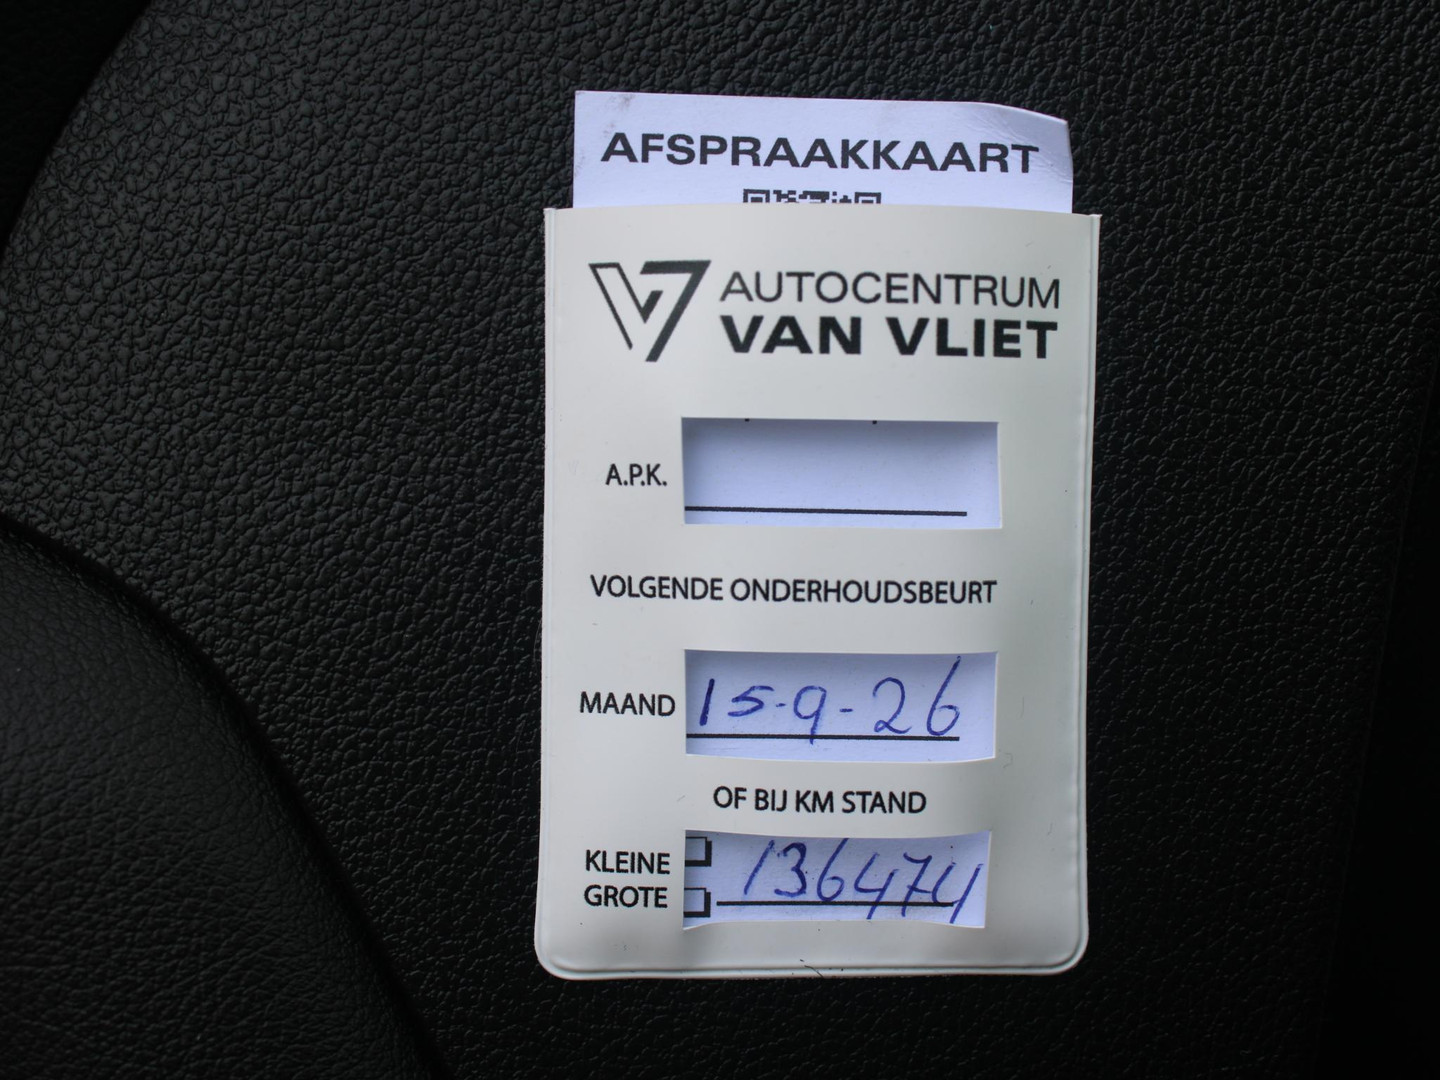 AFSPRAAKKAART
AUTOCENTRUM
VAN VLIET
A.P.K.
VOLGENDE ONDERHOUDSBEURT
MAAND 15-9-26
OF BIJ KM STAND
KLEINE
GROTE 136474